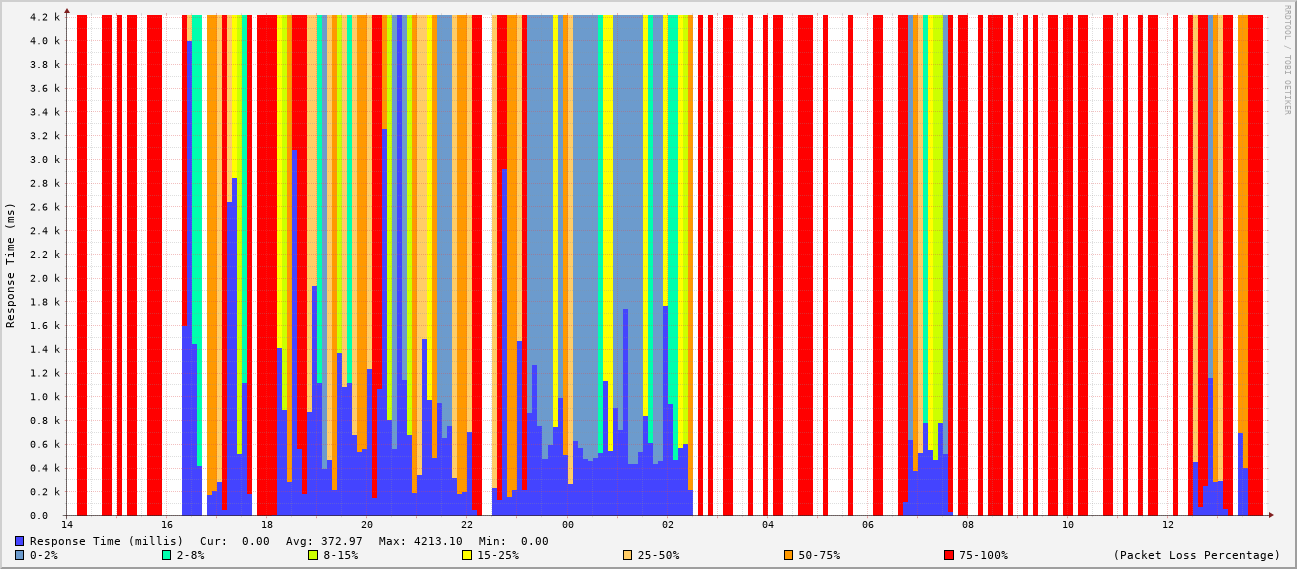 RRDTOOL / TOBI OETIKER
Response Time (ms)
4.2 k
4.0 k
3.8 k
3.6 k
3.4 k
3.2 k
3.0 k
2.8 k
2.6 k
2.4 k
2.2 k
2.0 k
1.8 k
1.6 k
1.4 k
1.2 k
1.0 k
0.8 k
0.6 k
0.4 k
0.2 k
0.0
14 16 18 20 22 00 02 04 06 08 10 12
Response Time (millis) Cur: 0.00 Avg: 372.97 Max: 4213.10 Min: 0.00
0-2% 2-8% 8-15% 15-25% 25-50% 50-75% 75-100% (Packet Loss Percentage)